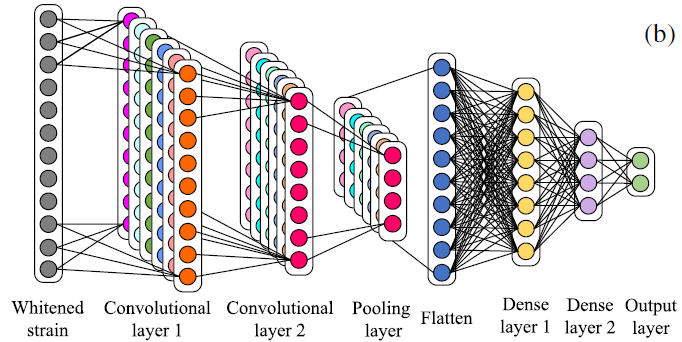 (b)
Whitened
strain
Convolutional
layer 1
Convolutional
layer 2
Pooling
layer
Flatten
Dense
layer 1
Dense
layer 2
Output
layer